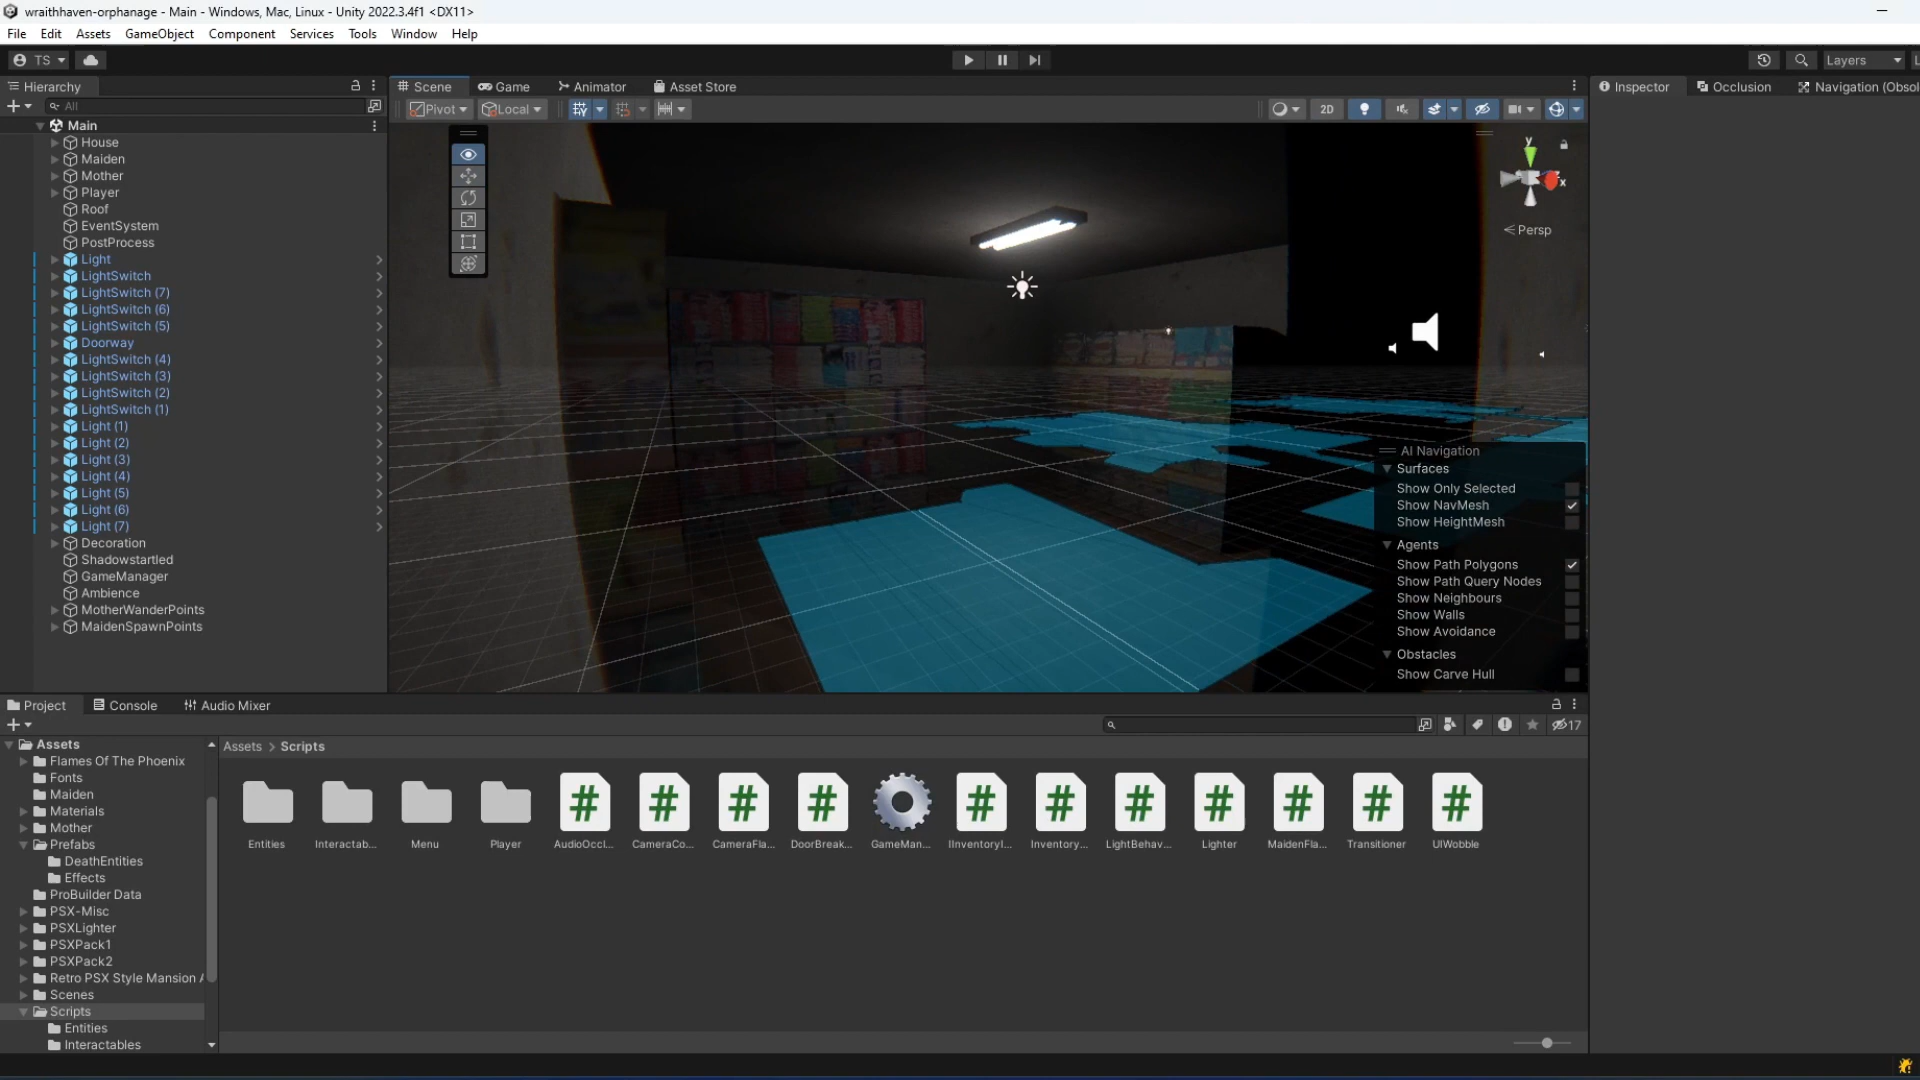 wraithhaven-orphanage - Main - Windows, Mac, Linux - Unity 2022.3.4f1 <DX11>
File Edit Assets GameObject Component Services Tools Window Help
TS Layers
Hierarchy
All
Main
House
Maiden
Mother
Player
Roof
EventSystem
PostProcess
Light
LightSwitch
LightSwitch (7)
LightSwitch (6)
LightSwitch (5)
Doorway
LightSwitch (4)
LightSwitch (3)
LightSwitch (2)
LightSwitch (1)
Light (1)
Light (2)
Light (3)
Light (4)
Light (5)
Light (6)
Light (7)
Decoration
Shadowstartled
GameManager
Ambience
MotherWanderPoints
MaidenSpawnPoints
Scene Game Animator Asset Store
Pivot Local 2D
y
x
Persp
AI Navigation
Surfaces
Show Only Selected
Show NavMesh
Show HeightMesh
Agents
Show Path Polygons
Show Path Query Nodes
Show Neighbours
Show Walls
Show Avoidance
Obstacles
Show Carve Hull
Inspector Occlusion Navigation (Obsol
Project Console Audio Mixer
17
Assets
Flames Of The Phoenix
Fonts
Maiden
Materials
Mother
Prefabs
DeathEntities
Effects
ProBuilder Data
PSX-Misc
PSXLighter
PSXPack1
PSXPack2
Retro PSX Style Mansion A
Scenes
Scripts
Entities
Interactables
Assets > Scripts
Entities Interactab... Menu Player AudioOccl... CameraCo... CameraFla... DoorBreak... GameMan... IInventoryI... Inventory... LightBehav... Lighter MaidenFla... Transitioner UIWobble